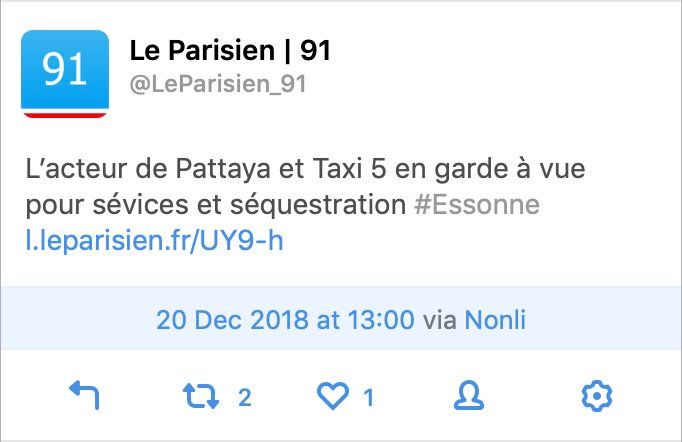 91
Le Parisien | 91
@LeParisien_91
L’acteur de Pattaya et Taxi 5 en garde à vue
pour sévices et séquestration #Essonne
l.leparisien.fr/UY9-h
20 Dec 2018 at 13:00 via Nonli
2 1